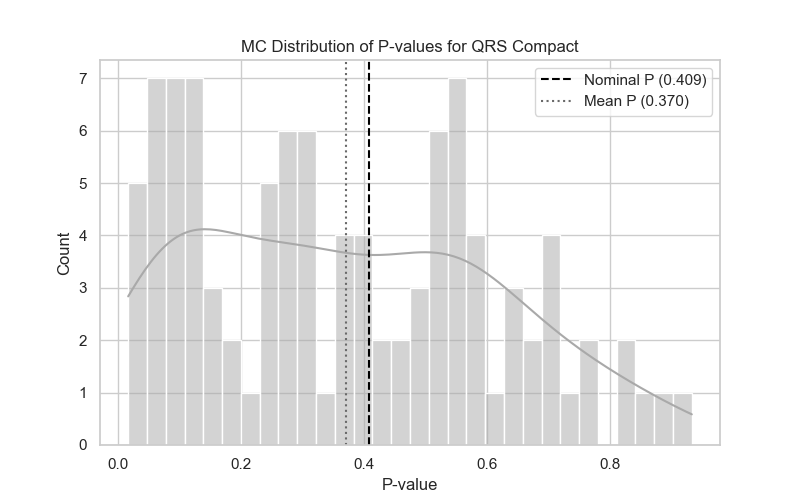 MC Distribution of P-values for QRS Compact
Nominal P (0.409)
Mean P (0.370)
Count
7
6
5
4
3
2
1
0
0.0 0.2 0.4 0.6 0.8
P-value